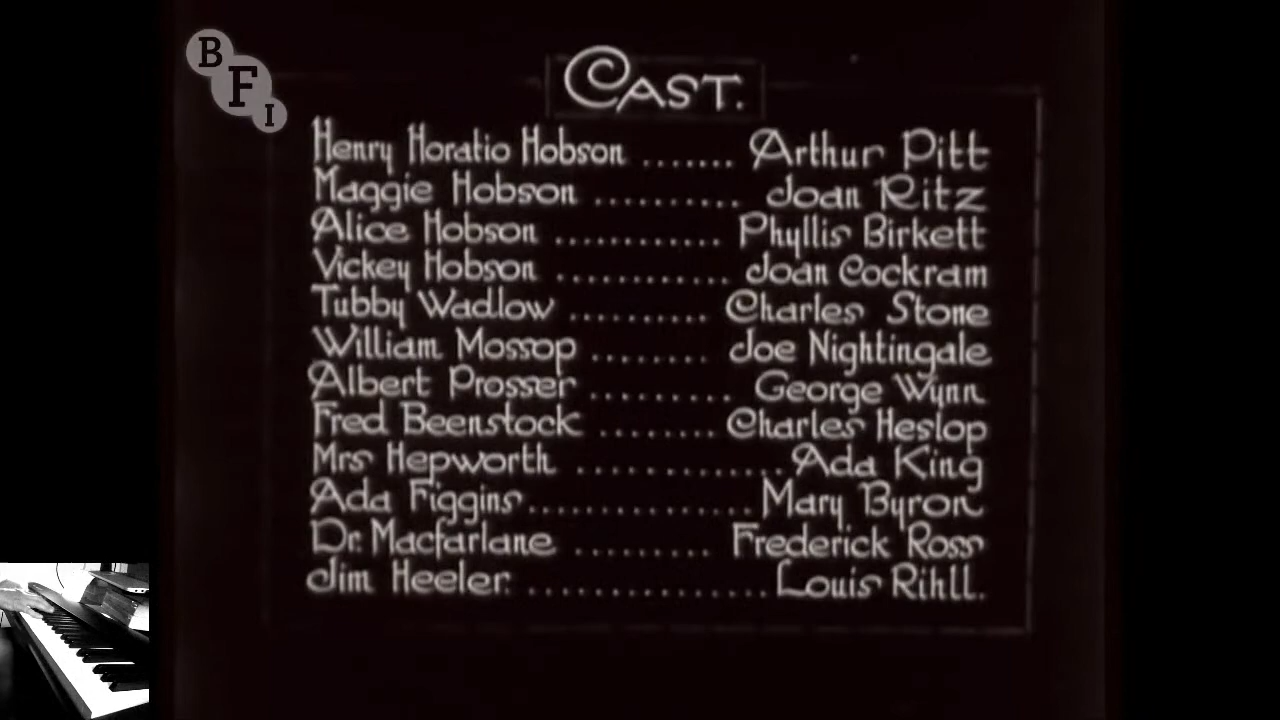 BFI
CAST.
Henry Horatio Hobson ....... Arthur Pitt
Maggie Hobson .......... Joan Ritz
Alice Hobson ............ Phyllis Birkett
Vickey Hobson ............ Joan Cockram
Tubby Wadlow .......... Charles Stone
William Mossop ........ Joe Nightingale
Albert Prosser .......... George Wynn
Fred Beenstock ........ Charles Heslop
Mrs Hepworth .............. Ada King
Ada Figgins ................ Mary Byron
Dr. Macfarlane ......... Frederick Ross
Jim Heeler. ................ Louis Rihll.